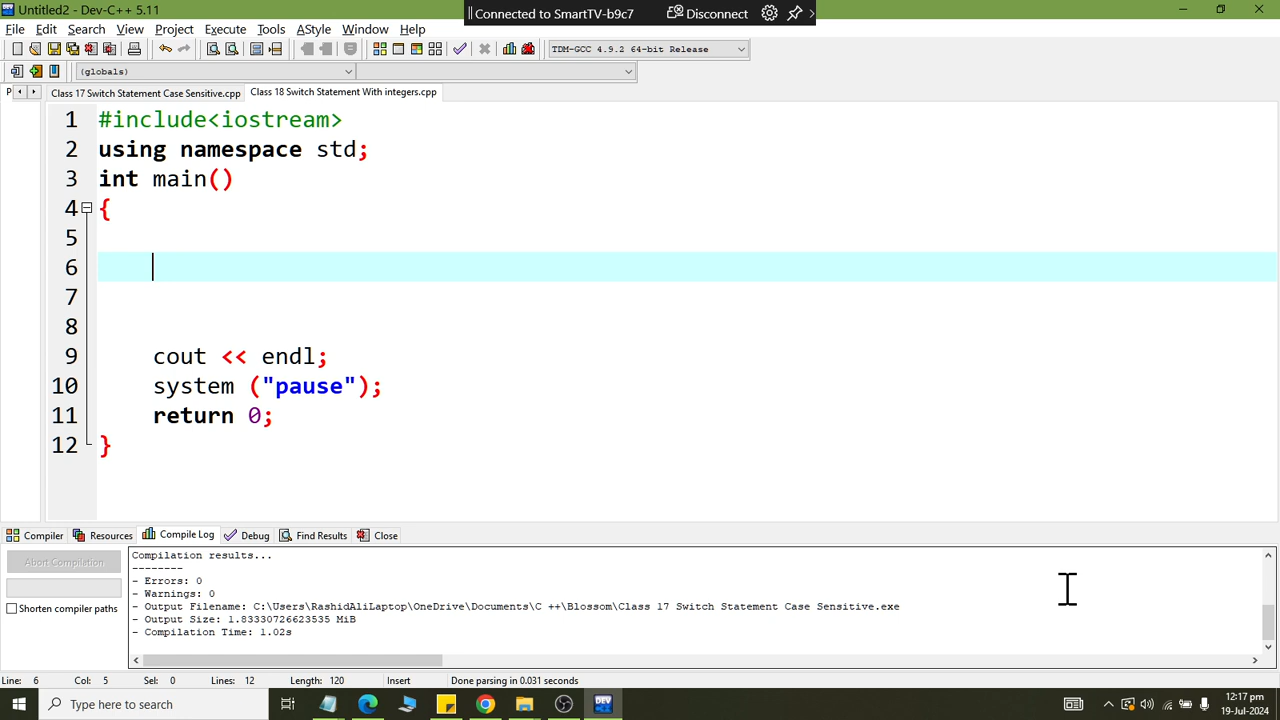 Untitled2 - Dev-C++ 5.11
Connected to SmartTV-b9c7 Disconnect
File Edit Search View Project Execute Tools AStyle Window Help
TDM-GCC 4.9.2 64-bit Release
(globals)
P Class 17 Switch Statement Case Sensitive.cpp Class 18 Switch Statement With integers.cpp
1 #include<iostream>
2 using namespace std;
3 int main()
4 {
5
6
7
8
9 cout << endl;
10 system ("pause");
11 return 0;
12 }
Compiler Resources Compile Log Debug Find Results Close
Abort Compilation
Shorten compiler paths
Compilation results...
--------
- Errors: 0
- Warnings: 0
- Output Filename: C:\Users\RashidAliLaptop\OneDrive\Documents\C ++\Blossom\Class 17 Switch Statement Case Sensitive.exe
- Output Size: 1.83330726623535 MiB
- Compilation Time: 1.02s
Line: 6 Col: 5 Sel: 0 Lines: 12 Length: 120 Insert Done parsing in 0.031 seconds
Type here to search
DEV
12:17 pm
19-Jul-2024